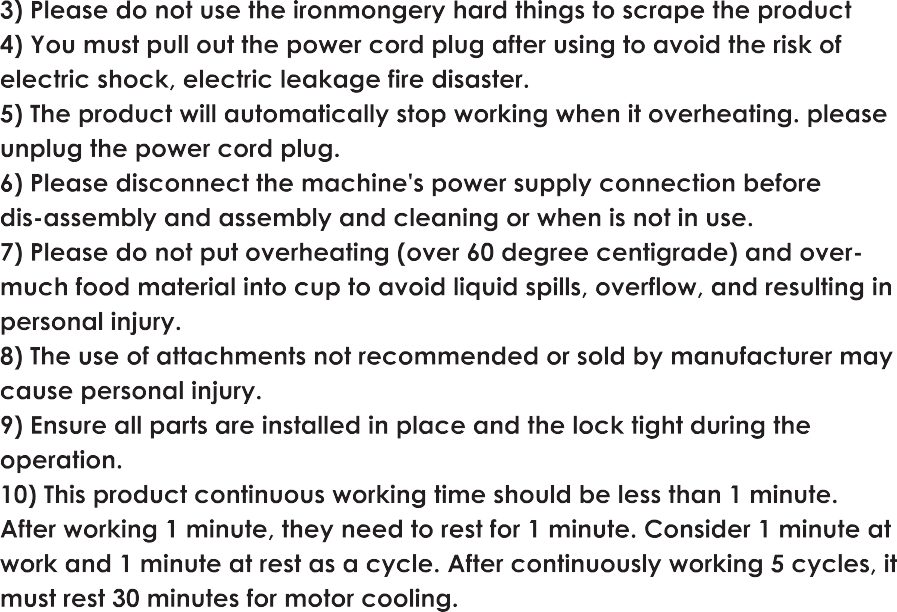 3) Please do not use the ironmongery hard things to scrape the product
4) You must pull out the power cord plug after using to avoid the risk of
electric shock, electric leakage fire disaster.
5) The product will automatically stop working when it overheating. please
unplug the power cord plug.
6) Please disconnect the machine's power supply connection before
dis-assembly and assembly and cleaning or when is not in use.
7) Please do not put overheating (over 60 degree centigrade) and over-
much food material into cup to avoid liquid spills, overflow, and resulting in
personal injury.
8) The use of attachments not recommended or sold by manufacturer may
cause personal injury.
9) Ensure all parts are installed in place and the lock tight during the
operation.
10) This product continuous working time should be less than 1 minute.
After working 1 minute, they need to rest for 1 minute. Consider 1 minute at
work and 1 minute at rest as a cycle. After continuously working 5 cycles, it
must rest 30 minutes for motor cooling.